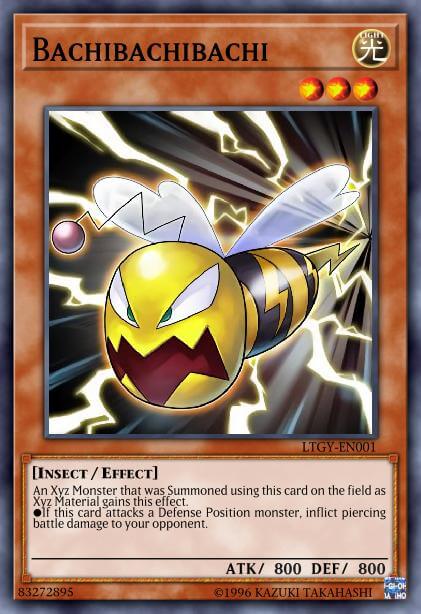 BACHIBACHIBACHI
LIGHT
光
LTGY-EN001
[INSECT / EFFECT]
An Xyz Monster that was Summoned using this card on the field as
Xyz Material gains this effect.
●If this card attacks a Defense Position monster, inflict piercing
battle damage to your opponent.
ATK/ 800 DEF/ 800
83272895
©1996 KAZUKI TAKAHASHI